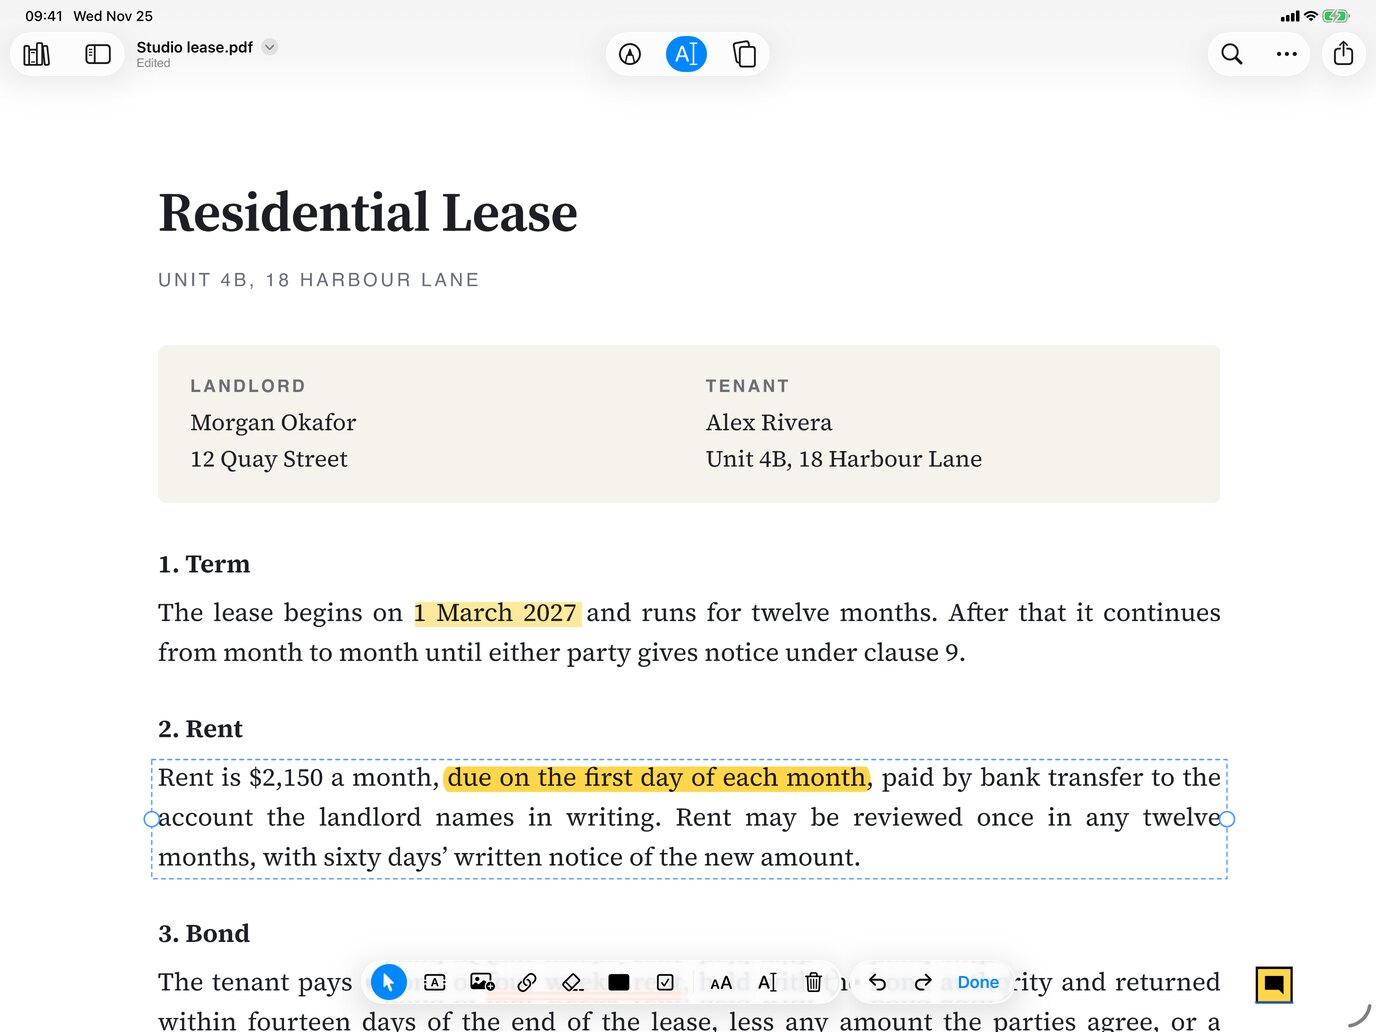 09:41 Wed Nov 25
Studio lease.pdf
Edited
Residential Lease
UNIT 4B, 18 HARBOUR LANE
LANDLORD
Morgan Okafor
12 Quay Street
TENANT
Alex Rivera
Unit 4B, 18 Harbour Lane
1. Term
The lease begins on 1 March 2027 and runs for twelve months. After that it continues
from month to month until either party gives notice under clause 9.
2. Rent
Rent is $2,150 a month, due on the first day of each month, paid by bank transfer to the
account the landlord names in writing. Rent may be reviewed once in any twelve
months, with sixty days’ written notice of the new amount.
3. Bond
The tenant pays and returned
Done
within fourteen days of the end of the lease, less any amount the parties agree, or a